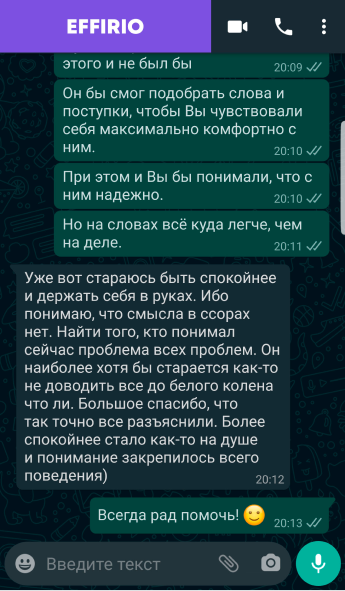 EFFIRIO
этого и не был бы
20:09
Он бы смог подобрать слова и
поступки, чтобы Вы чувствовали
себя максимально комфортно с
ним.
20:10
При этом и Вы бы понимали, что с
ним надежно.
20:10
Но на словах всё куда легче, чем
на деле.
20:11
Уже вот стараюсь быть спокойнее
и держать себя в руках. Ибо
понимаю, что смысла в ссорах
нет. Найти того, кто понимал
сейчас проблема всех проблем. Он
наиболее хотя бы старается как-то
не доводить все до белого колена
что ли. Большое спасибо, что
так точно все разъяснили. Более
спокойнее стало как-то на душе
и понимание закрепилось всего
поведения)
20:12
Всегда рад помочь!
20:13
Введите текст